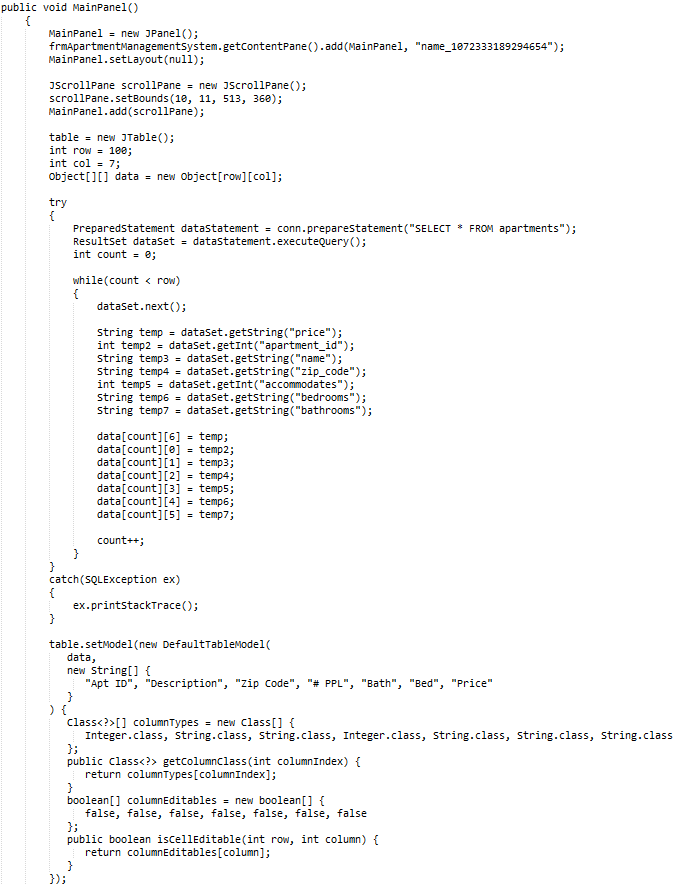 public void MainPanel()
{
MainPanel = new JPanel();
frmApartmentManagementSystem.getContentPane().add(MainPanel, "name_1072333189294654");
MainPanel.setLayout(null);
JScrollPane scrollPane = new JScrollPane();
scrollPane.setBounds(10, 11, 513, 360);
MainPanel.add(scrollPane);
table = new JTable();
int row = 100;
int col = 7;
Object[][] data = new Object[row][col];
try
{
PreparedStatement dataStatement = conn.prepareStatement("SELECT * FROM apartments");
ResultSet dataSet = dataStatement.executeQuery();
int count = 0;
while(count < row)
{
dataSet.next();
String temp = dataSet.getString("price");
int temp2 = dataSet.getInt("apartment_id");
String temp3 = dataSet.getString("name");
String temp4 = dataSet.getString("zip_code");
int temp5 = dataSet.getInt("accommodates");
String temp6 = dataSet.getString("bedrooms");
String temp7 = dataSet.getString("bathrooms");
data[count][6] = temp;
data[count][0] = temp2;
data[count][1] = temp3;
data[count][2] = temp4;
data[count][3] = temp5;
data[count][4] = temp6;
data[count][5] = temp7;
count++;
}
}
catch(SQLException ex)
{
ex.printStackTrace();
}
table.setModel(new DefaultTableModel(
data,
new String[] {
"Apt ID", "Description", "Zip Code", "# PPL", "Bath", "Bed", "Price"
}
) {
Class<?>[] columnTypes = new Class[] {
Integer.class, String.class, String.class, Integer.class, String.class, String.class, String.class
};
public Class<?> getColumnClass(int columnIndex) {
return columnTypes[columnIndex];
}
boolean[] columnEditables = new boolean[] {
false, false, false, false, false, false, false
};
public boolean isCellEditable(int row, int column) {
return columnEditables[column];
}
});